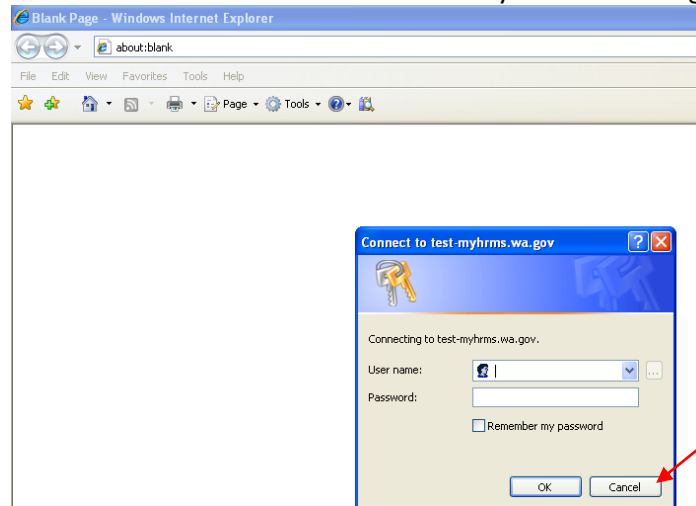 Blank Page - Windows Internet Explorer
about:blank
File Edit View Favorites Tools Help
Page Tools
Connect to test-myhrms.wa.gov
Connecting to test-myhrms.wa.gov.
User name:
Password:
Remember my password
OK Cancel